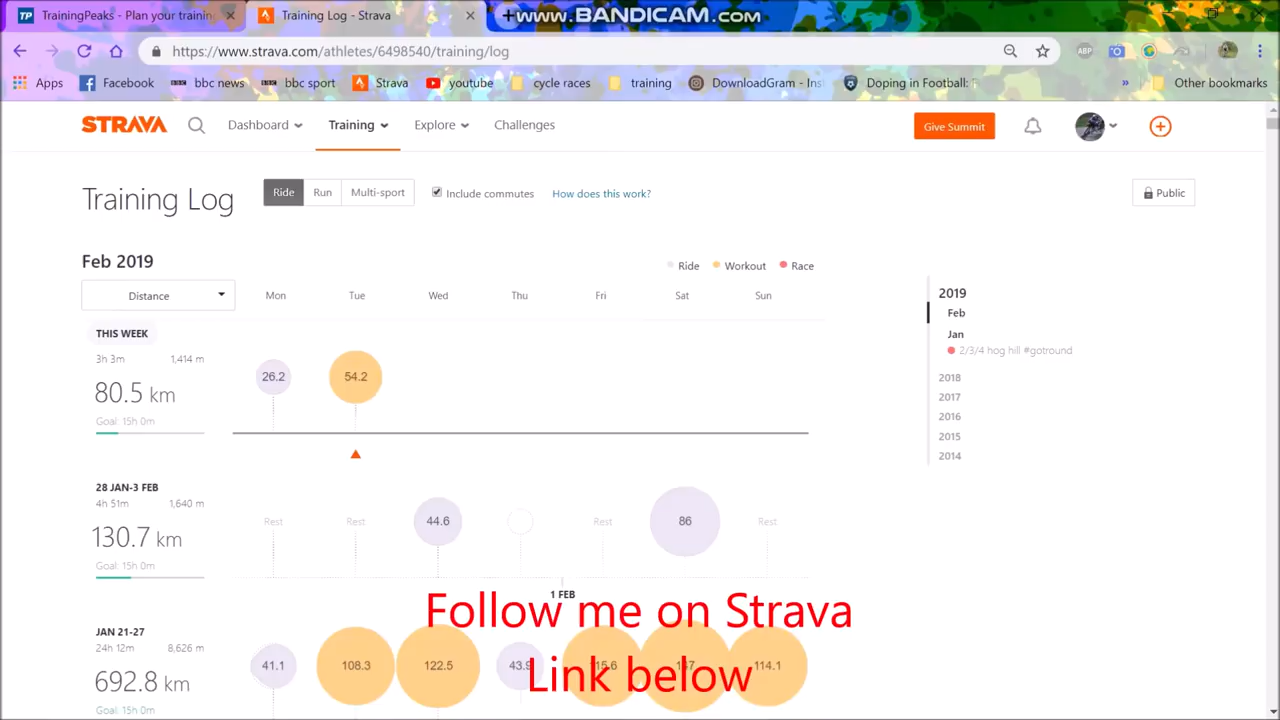 TrainingPeaks - Plan your training
Training Log - Strava
www.BANDICAM.com
https://www.strava.com/athletes/6498540/training/log
ABP
Apps
Facebook
bbc news
bbc sport
Strava
youtube
cycle races
training
DownloadGram - Inst
Doping in Football:
»
Other bookmarks
STRAVA
Dashboard
Training
Explore
Challenges
Give Summit
Training Log
Ride
Run
Multi-sport
Include commutes
How does this work?
Public
Feb 2019
Ride
Workout
Race
Distance
Mon
Tue
Wed
Thu
Fri
Sat
Sun
2019
Feb
Jan
2/3/4 hog hill #gotround
2018
2017
2016
2015
2014
THIS WEEK
3h 3m
1,414 m
80.5 km
Goal: 15h 0m
26.2
54.2
28 JAN-3 FEB
4h 51m
1,640 m
130.7 km
Goal: 15h 0m
Rest
Rest
44.6
Rest
86
Rest
1 FEB
Follow me on Strava
JAN 21-27
24h 12m
8,626 m
692.8 km
Goal: 15h 0m
41.1
108.3
122.5
114.1
Link below